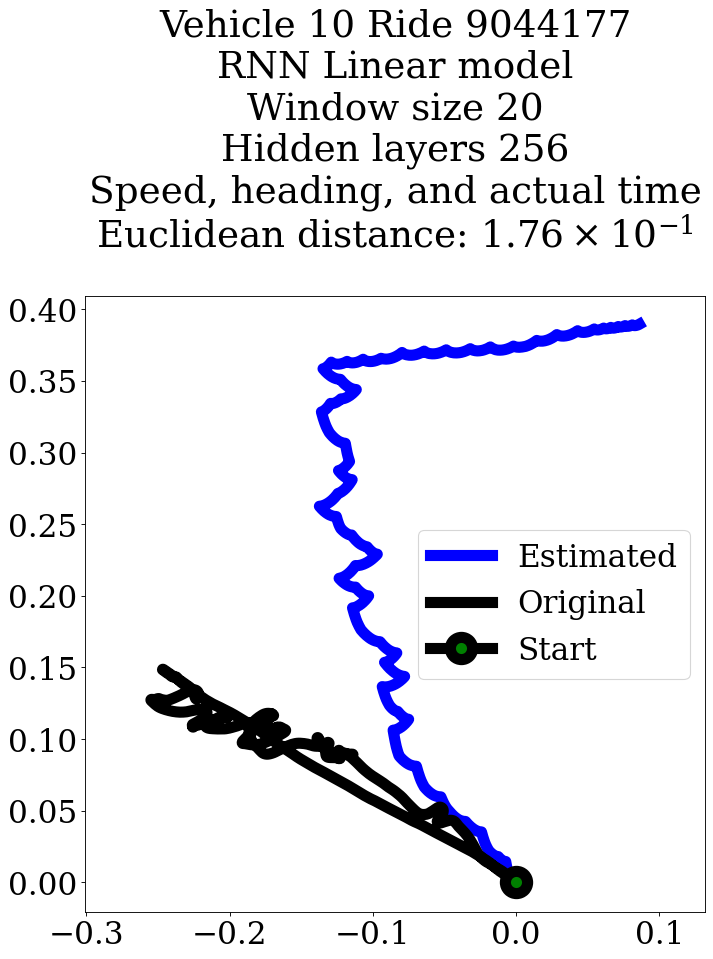 Vehicle 10 Ride 9044177
RNN Linear model
Window size 20
Hidden layers 256
Speed, heading, and actual time
Euclidean distance: 1.76 × 10⁻¹
0.40
0.35
0.30
0.25
0.20
0.15
0.10
0.05
0.00
Estimated
Original
Start
−0.3 −0.2 −0.1 0.0 0.1